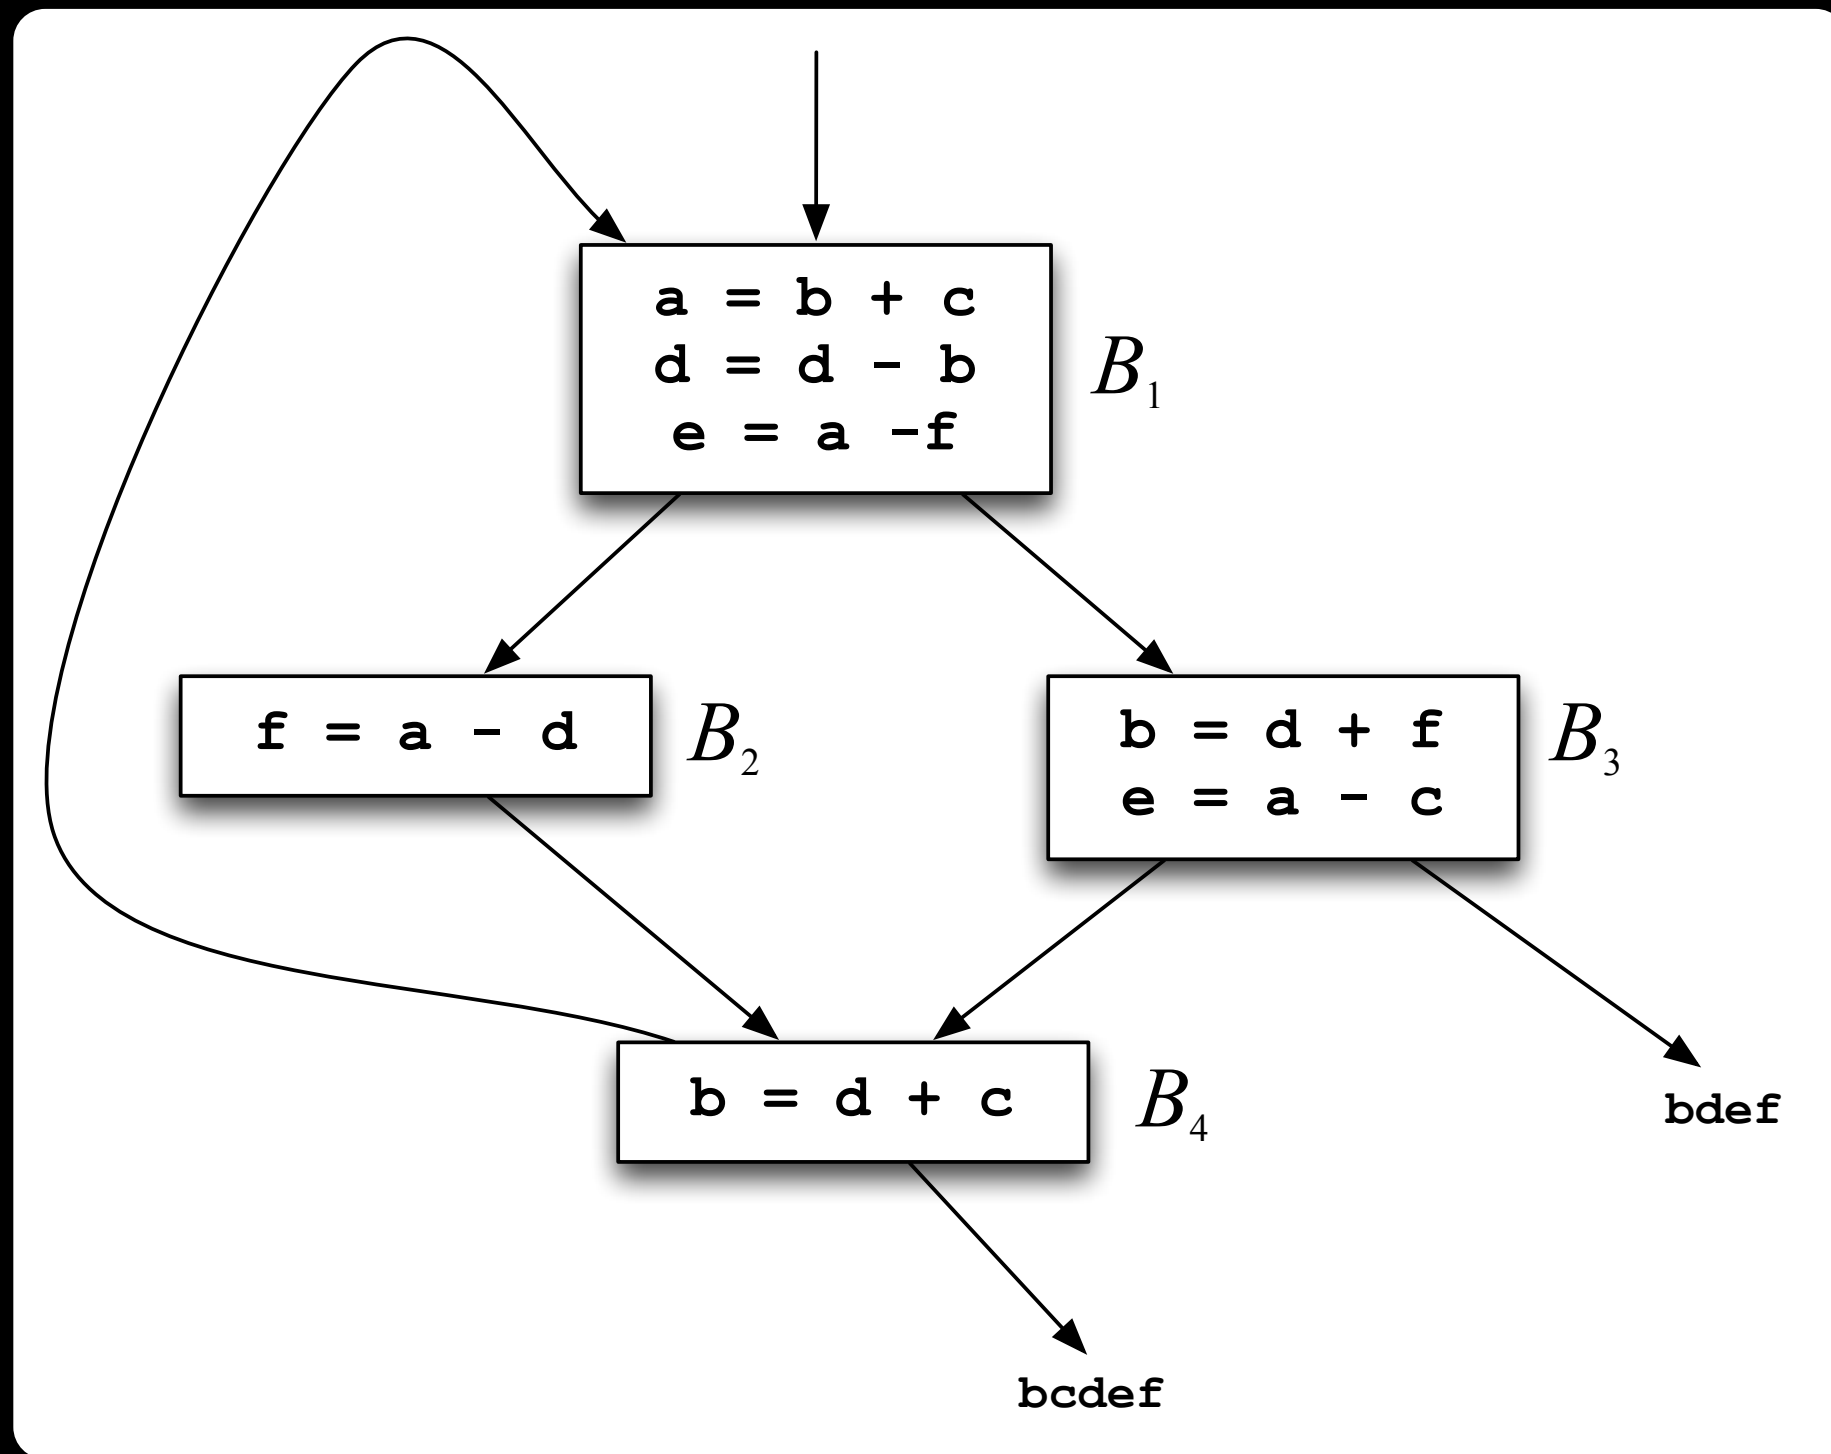 a = b + c
d = d - b
e = a -f
B1
f = a - d
B2
b = d + f
e = a - c
B3
b = d + c
B4
bdef
bcdef